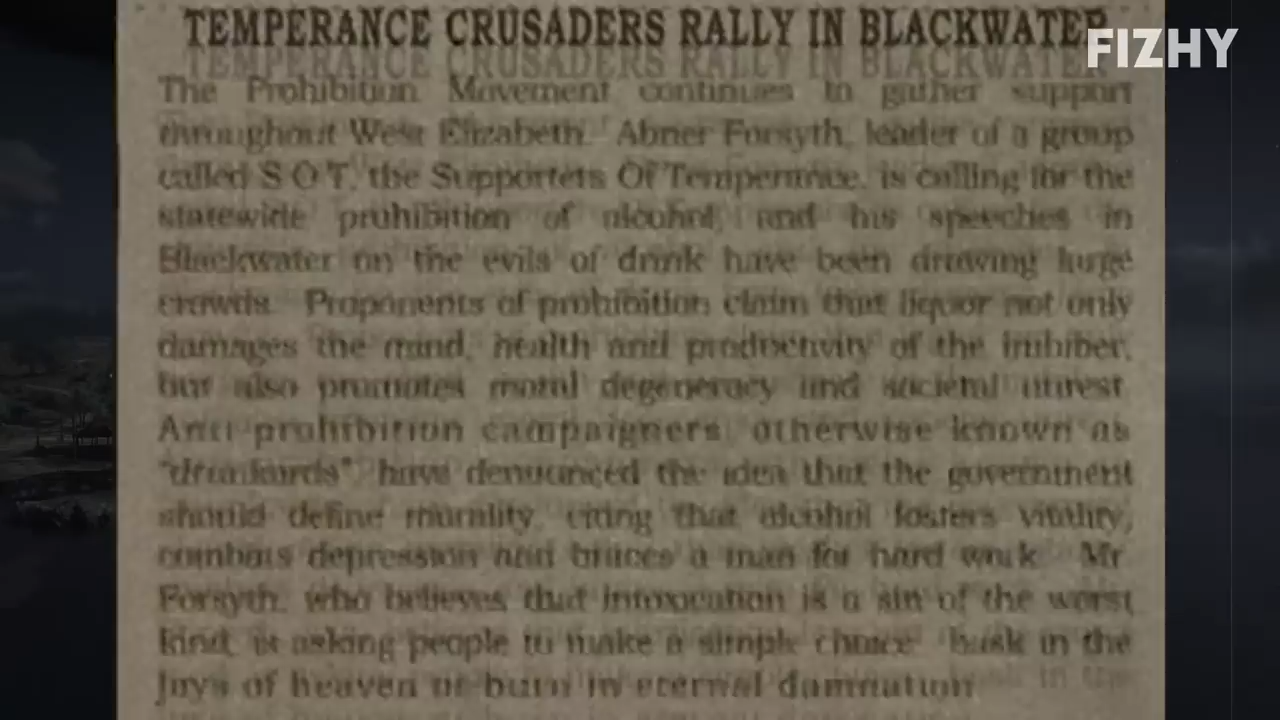 TEMPERANCE CRUSADERS RALLY IN BLACKWATER
FIZHY
The Prohibition Movement continues to gather support
throughout West Elizabeth. Abner Forsyth, leader of a group
called S.O.T, the Supporters Of Temperance, is calling for the
statewide prohibition of alcohol, and his speeches in
Blackwater on the evils of drink have been drawing large
crowds. Proponents of prohibition claim that liquor not only
damages the mind, health and productivity of the imbiber,
but also promotes moral degeneracy and societal unrest.
Anti-prohibition campaigners, otherwise known as
"drunkards" have denounced the idea that the government
should define morality, citing that alcohol fosters vitality,
combats depression and braces a man for hard work. Mr.
Forsyth, who believes that intoxication is a sin of the worst
kind, is asking people to make a simple choice: bask in the
joys of heaven or burn in eternal damnation.